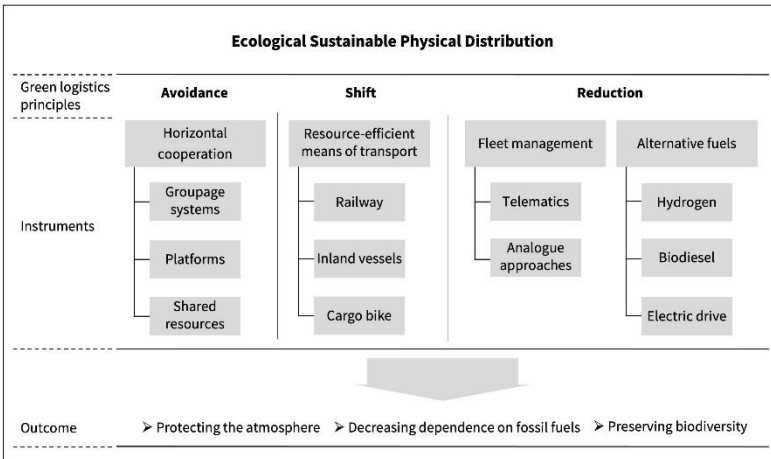 Ecological Sustainable Physical Distribution
Green logistics
principles
Avoidance
Shift
Reduction
Instruments
Horizontal
cooperation
Groupage
systems
Platforms
Shared
resources
Resource-efficient
means of transport
Railway
Inland vessels
Cargo bike
Fleet management
Telematics
Analogue
approaches
Alternative fuels
Hydrogen
Biodiesel
Electric drive
Outcome
➢ Protecting the atmosphere ➢ Decreasing dependence on fossil fuels ➢ Preserving biodiversity